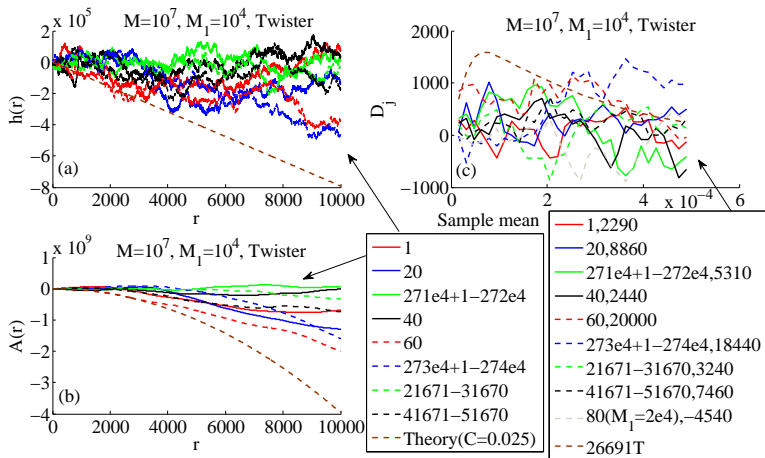 x 10^5
M=10^7, M_1=10^4, Twister
2
0
−2
−4
−6
−8
h(r)
(a)
0 2000 4000 6000 8000 10000
r
M=10^7, M_1=10^4, Twister
2000
1000
0
−1000
D_j
(c)
0 2 4 6
x 10^−4
Sample mean
x 10^9
M=10^7, M_1=10^4, Twister
1
0
−1
−2
−3
−4
A(r)
(b)
0 2000 4000 6000 8000 10000
r
1
20
271e4+1−272e4
40
60
273e4+1−274e4
21671−31670
41671−51670
Theory(C=0.025)
1,2290
20,8860
271e4+1−272e4,5310
40,2440
60,20000
273e4+1−274e4,18440
21671−31670,3240
41671−51670,7460
80(M_1=2e4),−4540
26691T